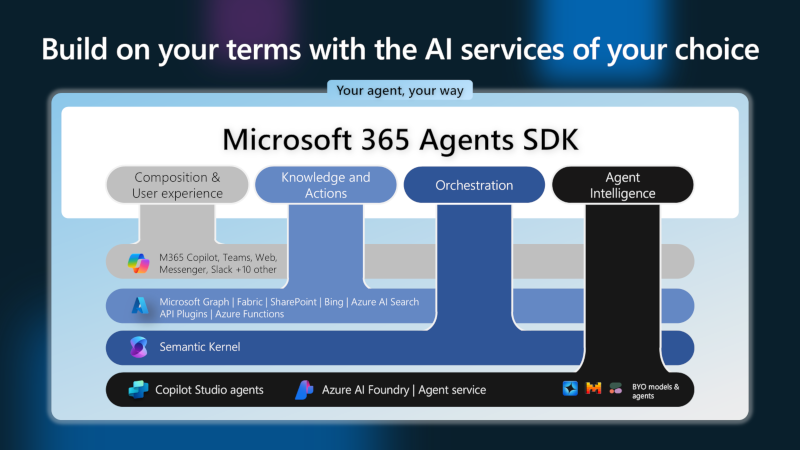 Build on your terms with the AI services of your choice
Your agent, your way
Microsoft 365 Agents SDK
Composition &
User experience
Knowledge and
Actions
Orchestration
Agent
Intelligence
M365 Copilot, Teams, Web,
Messenger, Slack +10 other
Microsoft Graph | Fabric | SharePoint | Bing | Azure AI Search
API Plugins | Azure Functions
Semantic Kernel
Copilot Studio agents
Azure AI Foundry | Agent service
BYO models &
agents